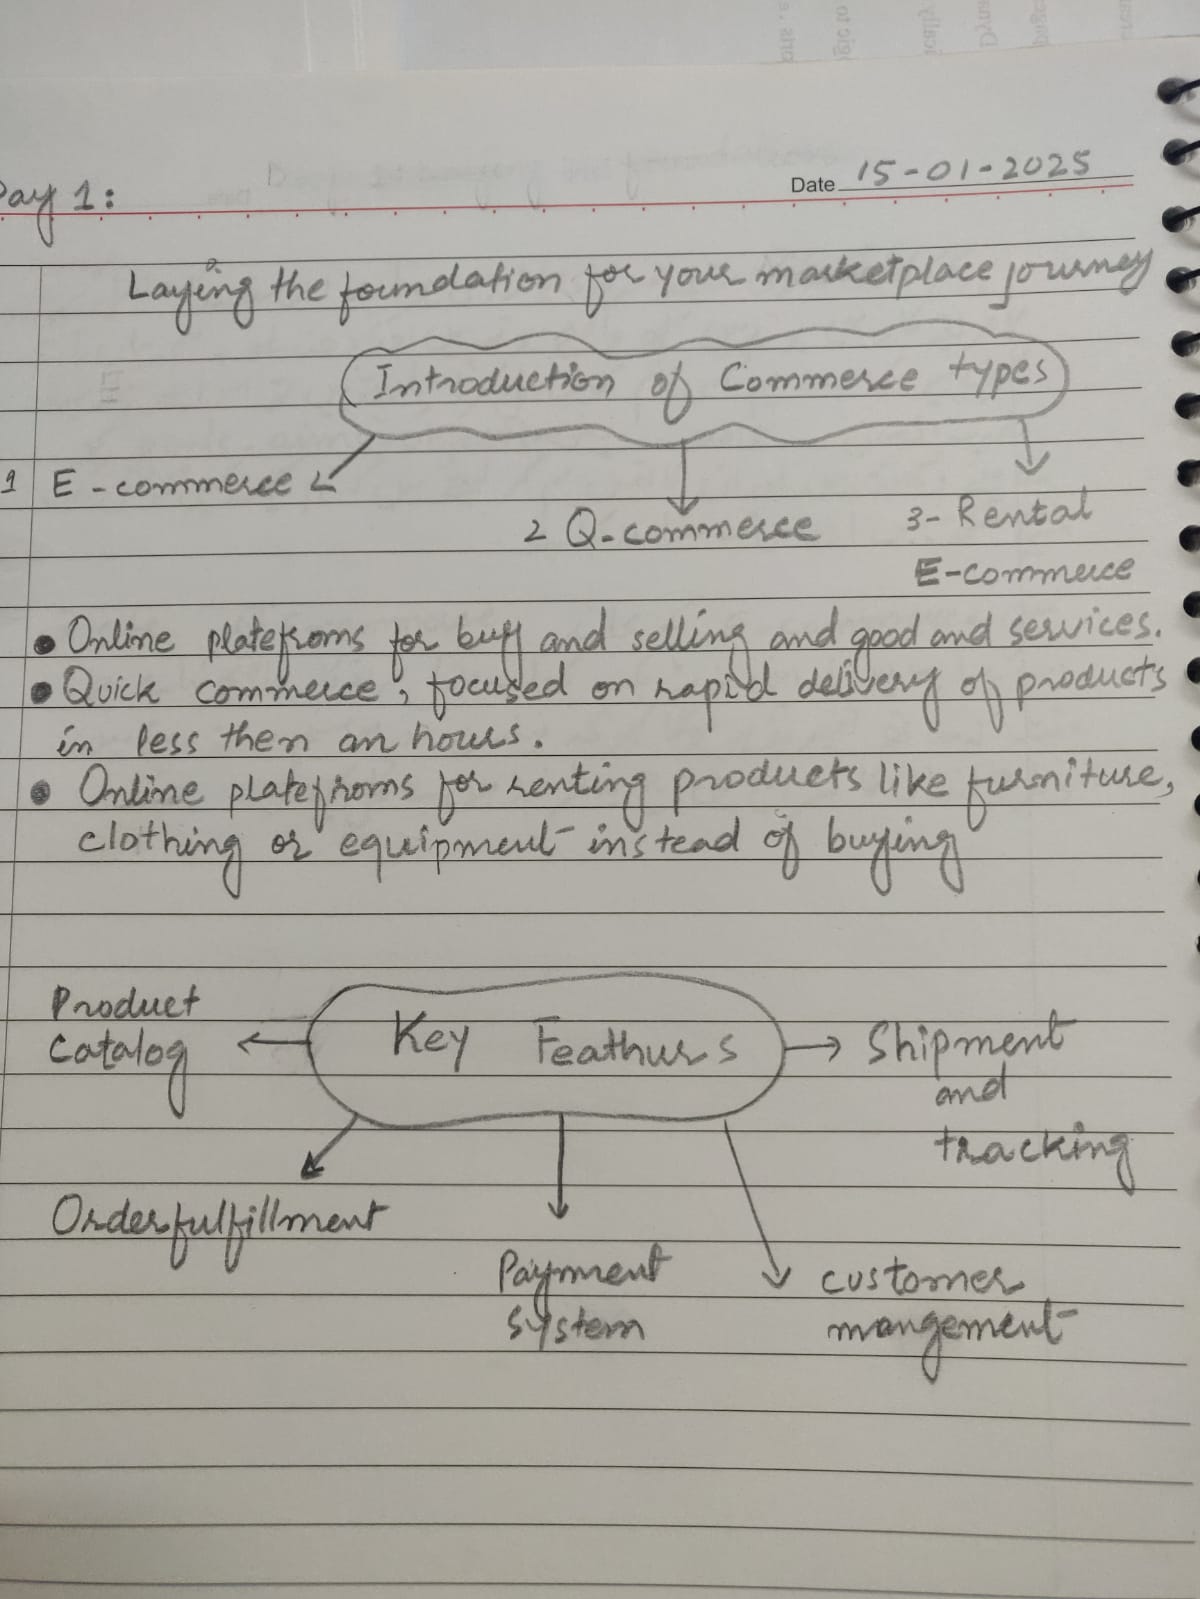 Day 1:
Date 15-01-2025
Laying the foundation for your marketplace journey
Introduction of Commerce types
1 E-commerce
2 Q-commerce
3- Rental
E-commerce
• Online platefroms for buy and selling and good and services.
• Quick commerce, focused on rapid delivery of products
in less then an hours.
• Online platefroms for renting products like furniture,
clothing or equipment instead of buying
Key Feathurs
Product
Catalog
Shipment
and
tracking
Order fulfillment
Payment
system
customer
mangement